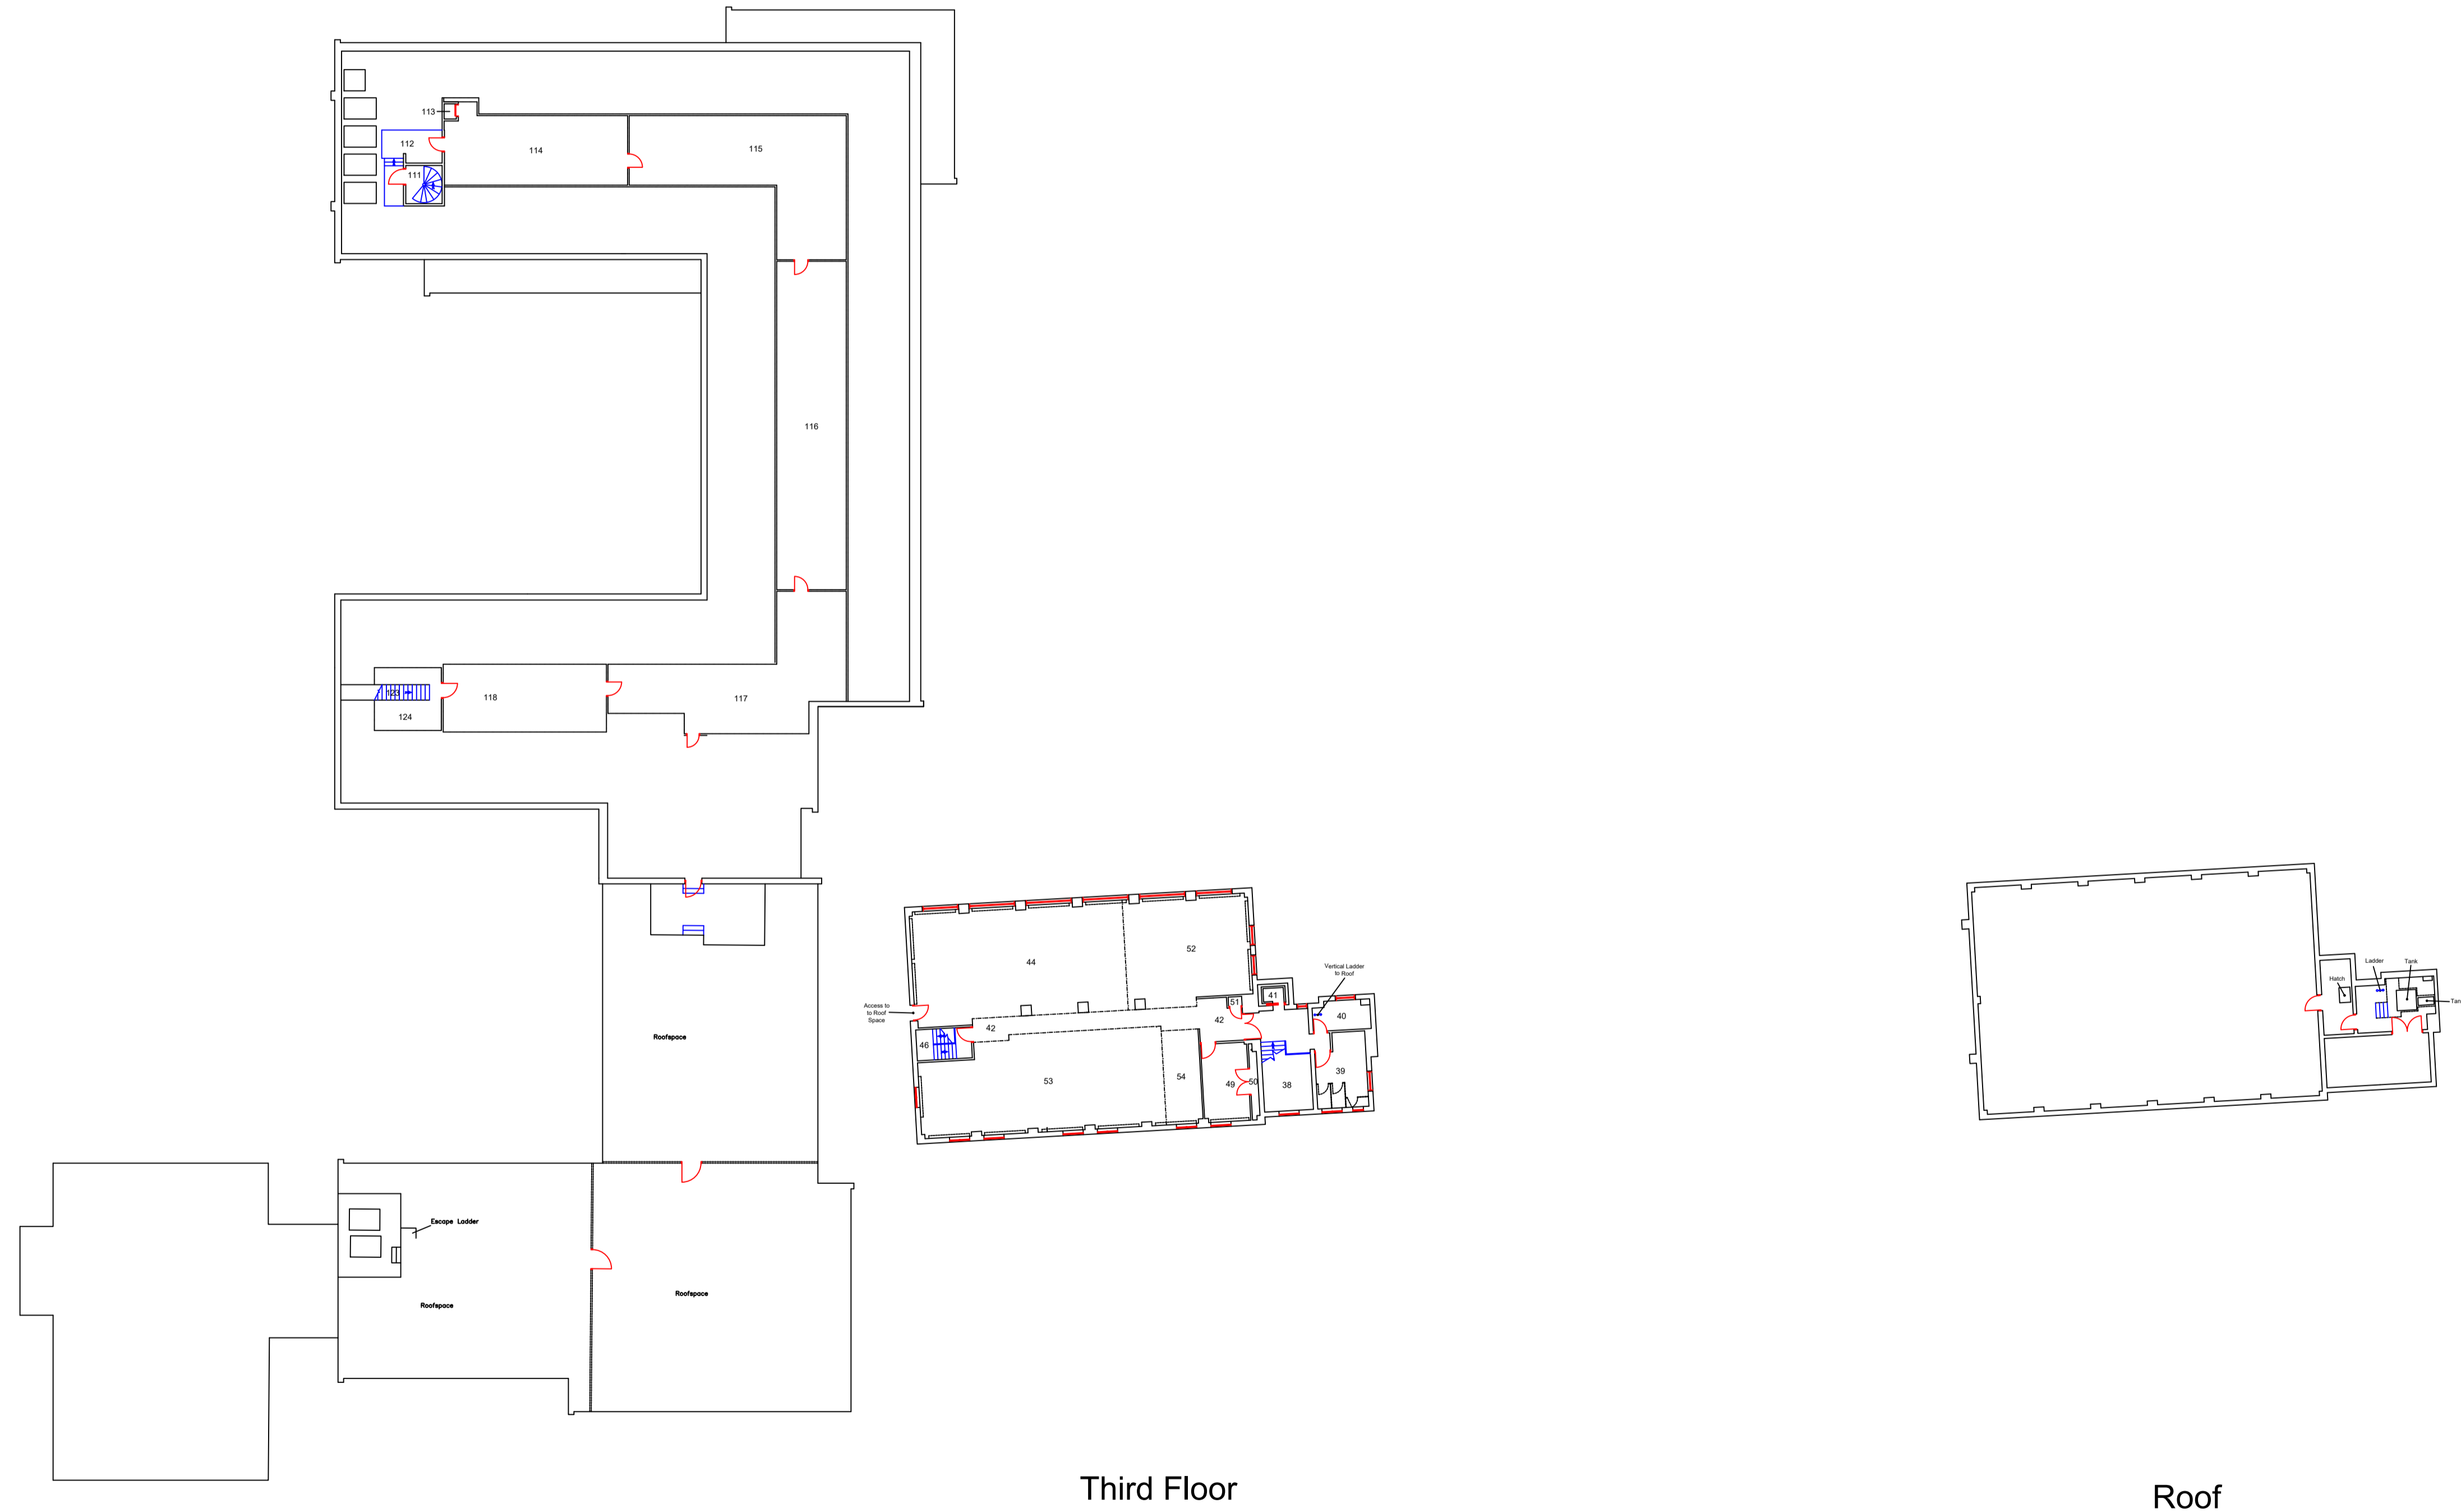 113
112
114
115
111
116
123
118
117
124
44
52
Vertical Ladder
to Roof
Access to
to Roof
Space
51
41
42
42
40
46
53
54
49
50
38
39
Ladder
Tank
Hatch
Tan
Roofspace
Escape Ladder
Roofspace
Roofspace
Third Floor
Roof